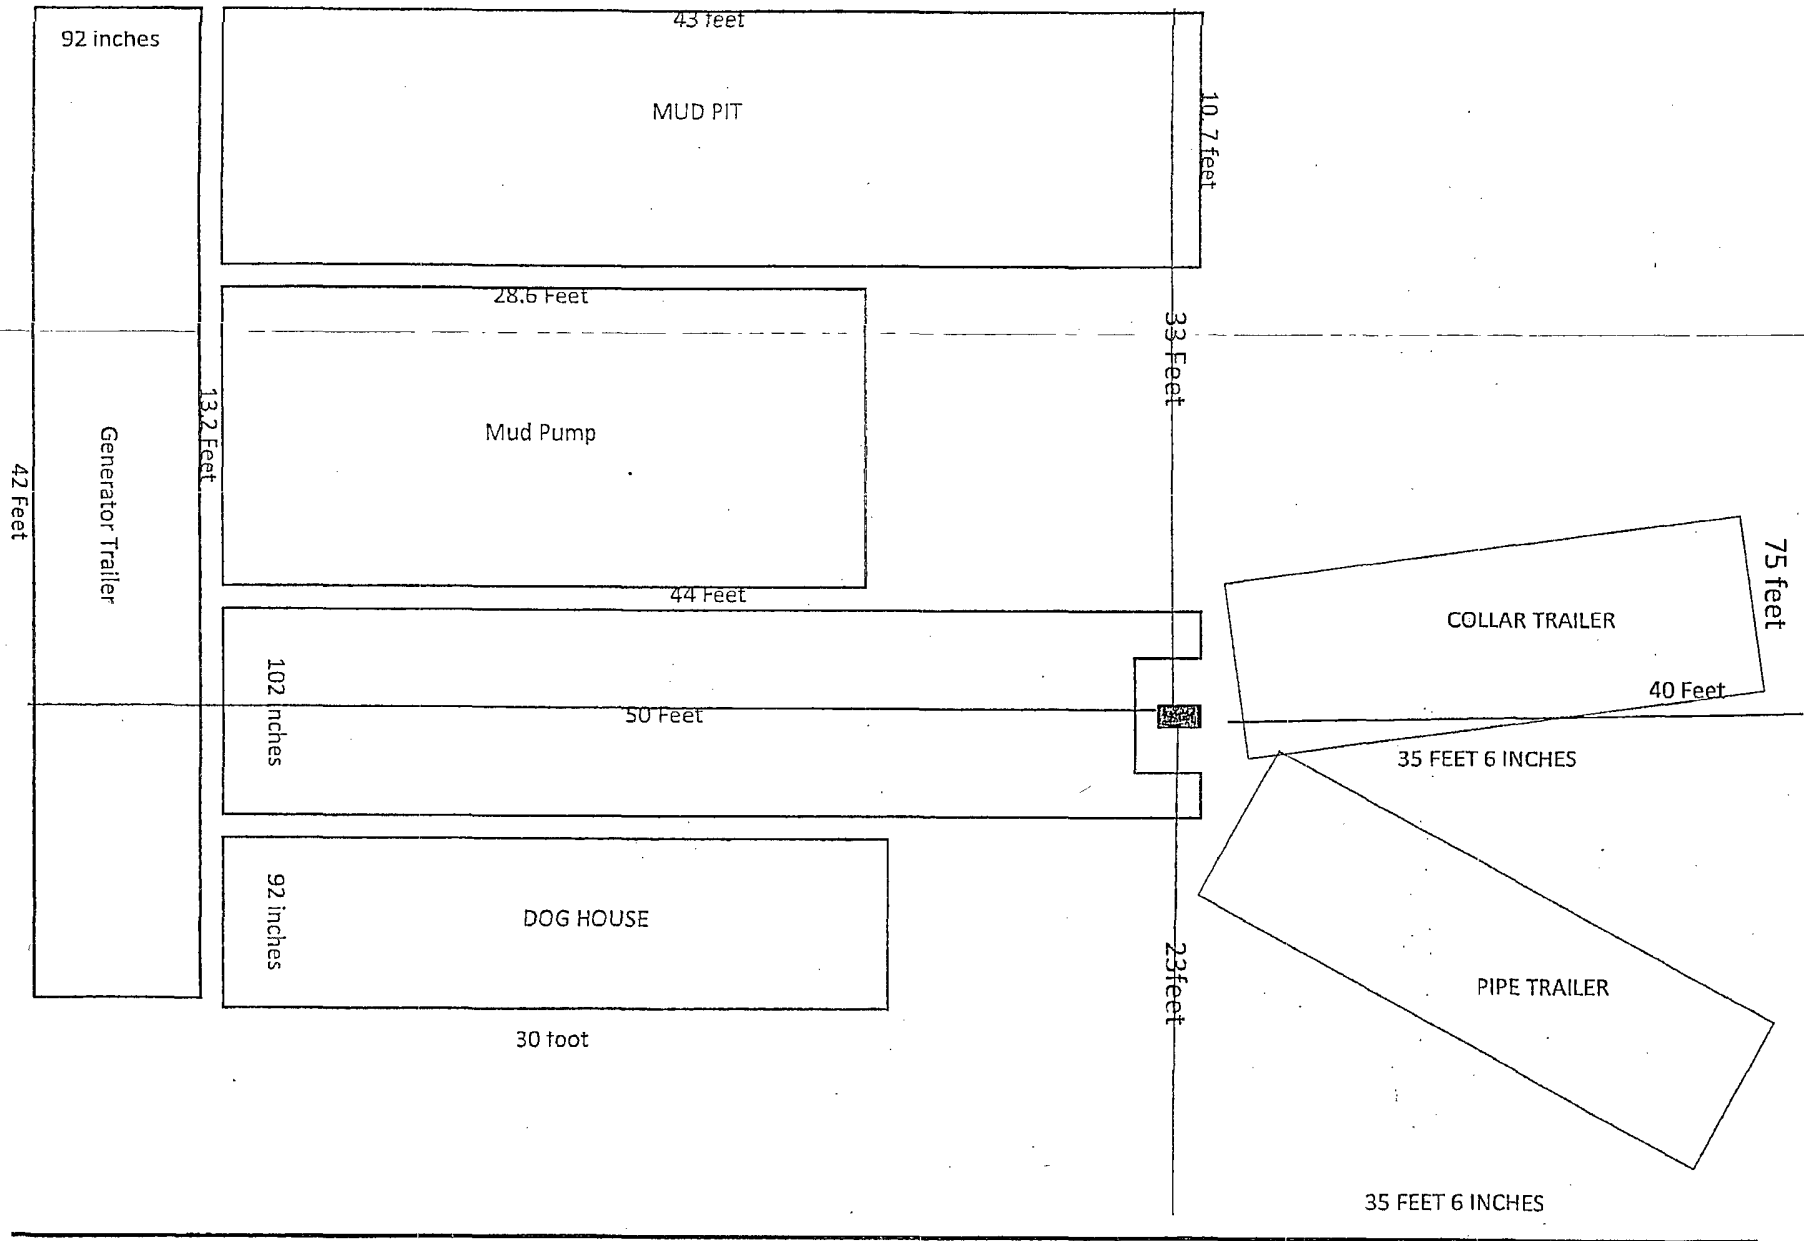 43 feet
92 inches
MUD PIT
10.7 feet
28.6 Feet
33 Feet
13.2 Feet
Mud Pump
Generator Trailer
42 Feet
75 feet
44 Feet
COLLAR TRAILER
102 inches
40 Feet
50 Feet
35 FEET 6 INCHES
92 inches
DOG HOUSE
23feet
PIPE TRAILER
30 foot
35 FEET 6 INCHES